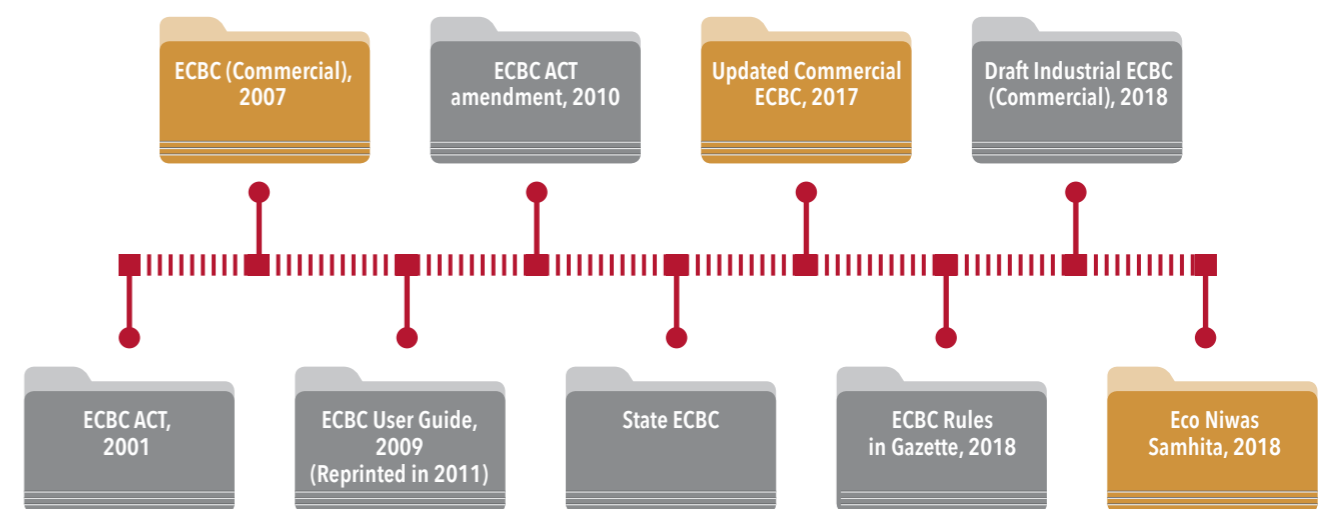 ECBC (Commercial),
2007
ECBC ACT
amendment, 2010
Updated Commercial
ECBC, 2017
Draft Industrial ECBC
(Commercial), 2018
ECBC ACT,
2001
ECBC User Guide,
2009
(Reprinted in 2011)
State ECBC
ECBC Rules
in Gazette, 2018
Eco Niwas
Samhita, 2018